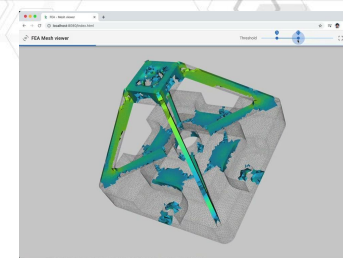 FEA - Mesh viewer
localhost:8080/index.html
FEA Mesh viewer
Threshold